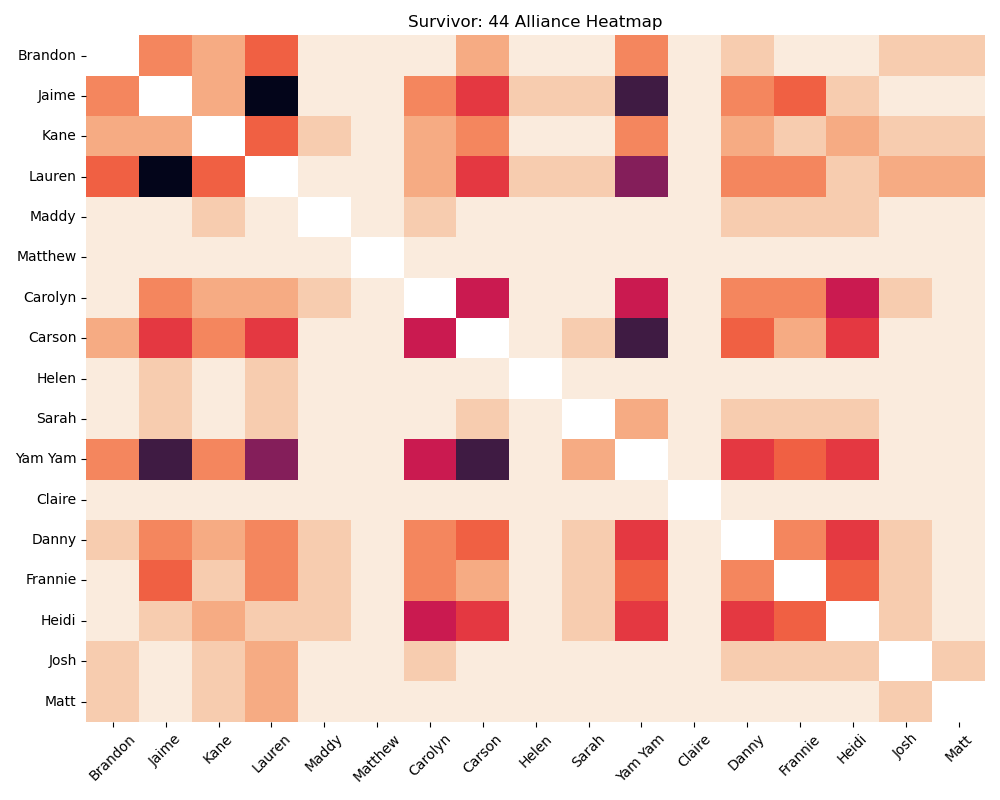 Survivor: 44 Alliance Heatmap
Brandon
Jaime
Kane
Lauren
Maddy
Matthew
Carolyn
Carson
Helen
Sarah
Yam Yam
Claire
Danny
Frannie
Heidi
Josh
Matt
Brandon Jaime Kane Lauren Maddy Matthew Carolyn Carson Helen Sarah Yam Yam Claire Danny Frannie Heidi Josh Matt